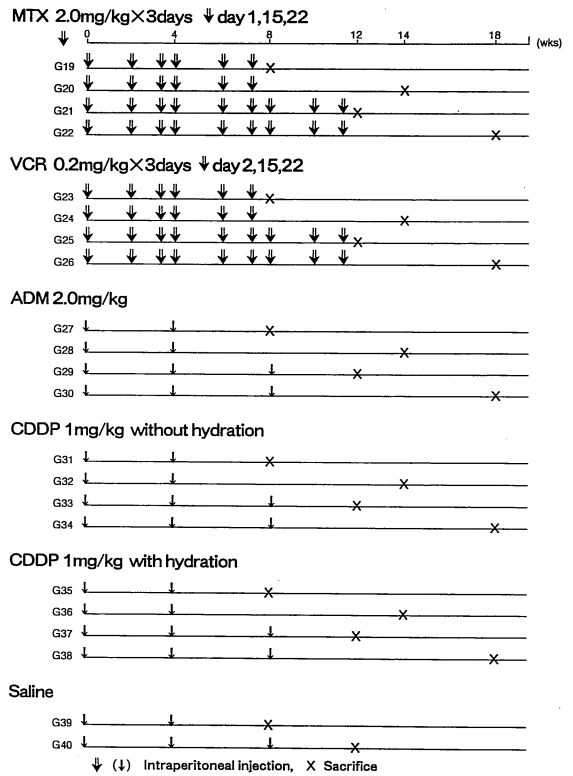 MTX 2.0mg/kg×3days ⇓ day 1,15,22
0 4 8 12 14 18 (wks)
G19
G20
G21
G22
VCR 0.2mg/kg×3days ⇓ day 2,15,22
G23
G24
G25
G26
ADM 2.0mg/kg
G27
G28
G29
G30
CDDP 1mg/kg without hydration
G31
G32
G33
G34
CDDP 1mg/kg with hydration
G35
G36
G37
G38
Saline
G39
G40
⇓ (↓) Intraperitoneal injection, X Sacrifice